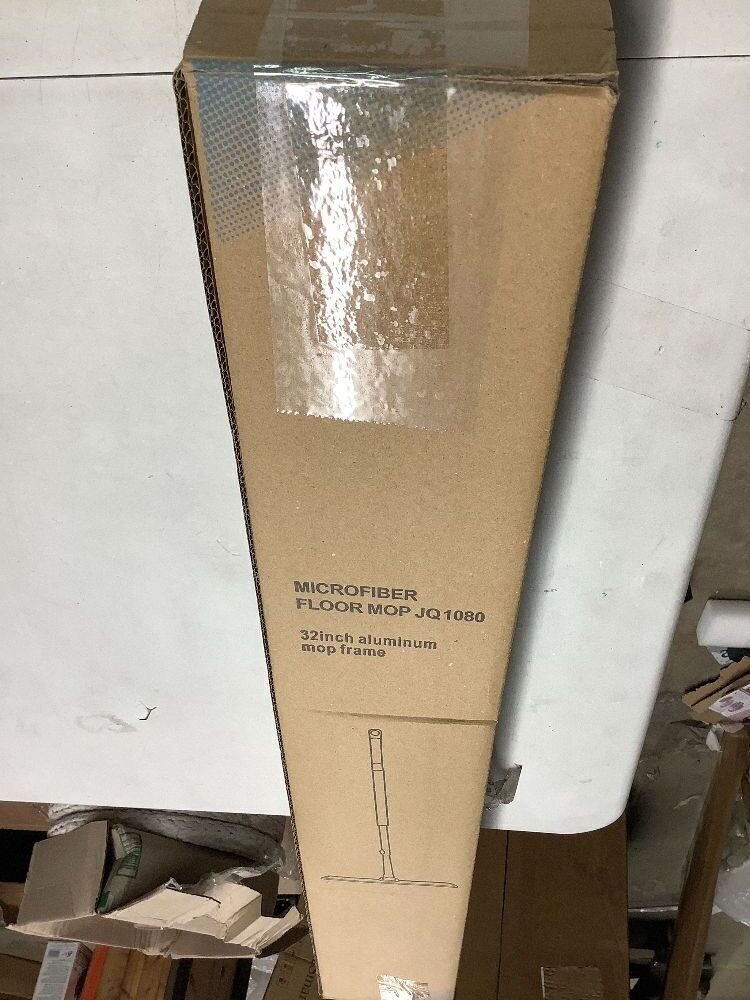 MICROFIBER
FLOOR MOP JQ1080
32inch aluminum
mop frame